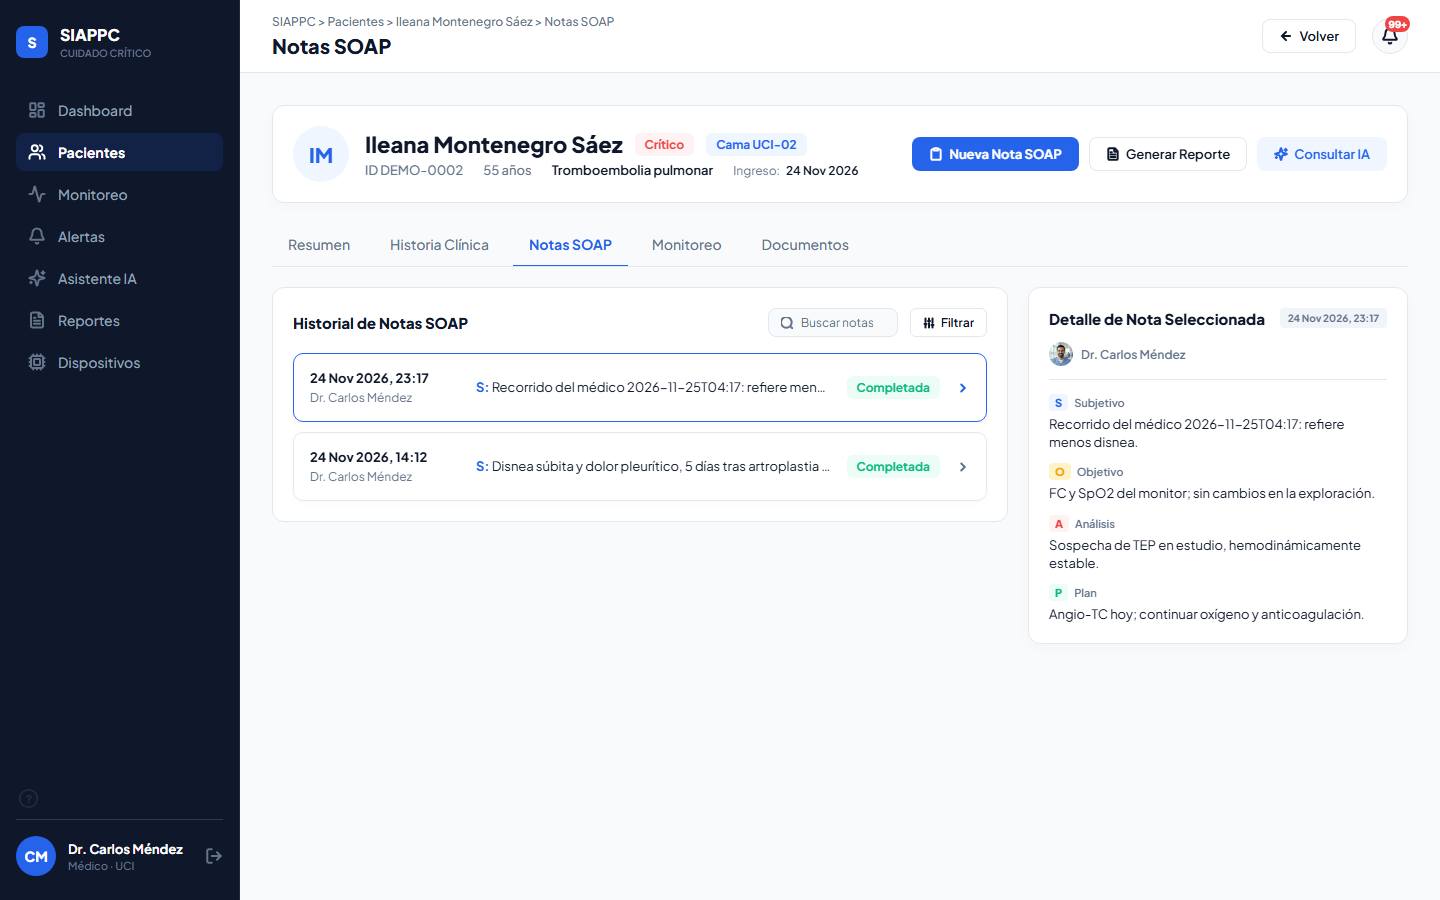 S
SIAPPC
CUIDADO CRÍTICO
Dashboard
Pacientes
Monitoreo
Alertas
Asistente IA
Reportes
Dispositivos
?
CM
Dr. Carlos Méndez
Médico · UCI
SIAPPC > Pacientes > Ileana Montenegro Sáez > Notas SOAP
Notas SOAP
Volver
99+
IM
Ileana Montenegro Sáez
Crítico
Cama UCI-02
ID DEMO-0002
55 años
Tromboembolia pulmonar
Ingreso: 24 Nov 2026
Nueva Nota SOAP
Generar Reporte
Consultar IA
Resumen
Historia Clínica
Notas SOAP
Monitoreo
Documentos
Historial de Notas SOAP
Buscar notas
Filtrar
24 Nov 2026, 23:17
Dr. Carlos Méndez
S: Recorrido del médico 2026-11-25T04:17: refiere men...
Completada
24 Nov 2026, 14:12
Dr. Carlos Méndez
S: Disnea súbita y dolor pleurítico, 5 días tras artroplastia ...
Completada
Detalle de Nota Seleccionada
24 Nov 2026, 23:17
Dr. Carlos Méndez
S Subjetivo
Recorrido del médico 2026-11-25T04:17: refiere
menos disnea.
O Objetivo
FC y SpO2 del monitor; sin cambios en la exploración.
A Análisis
Sospecha de TEP en estudio, hemodinámicamente
estable.
P Plan
Angio-TC hoy; continuar oxígeno y anticoagulación.